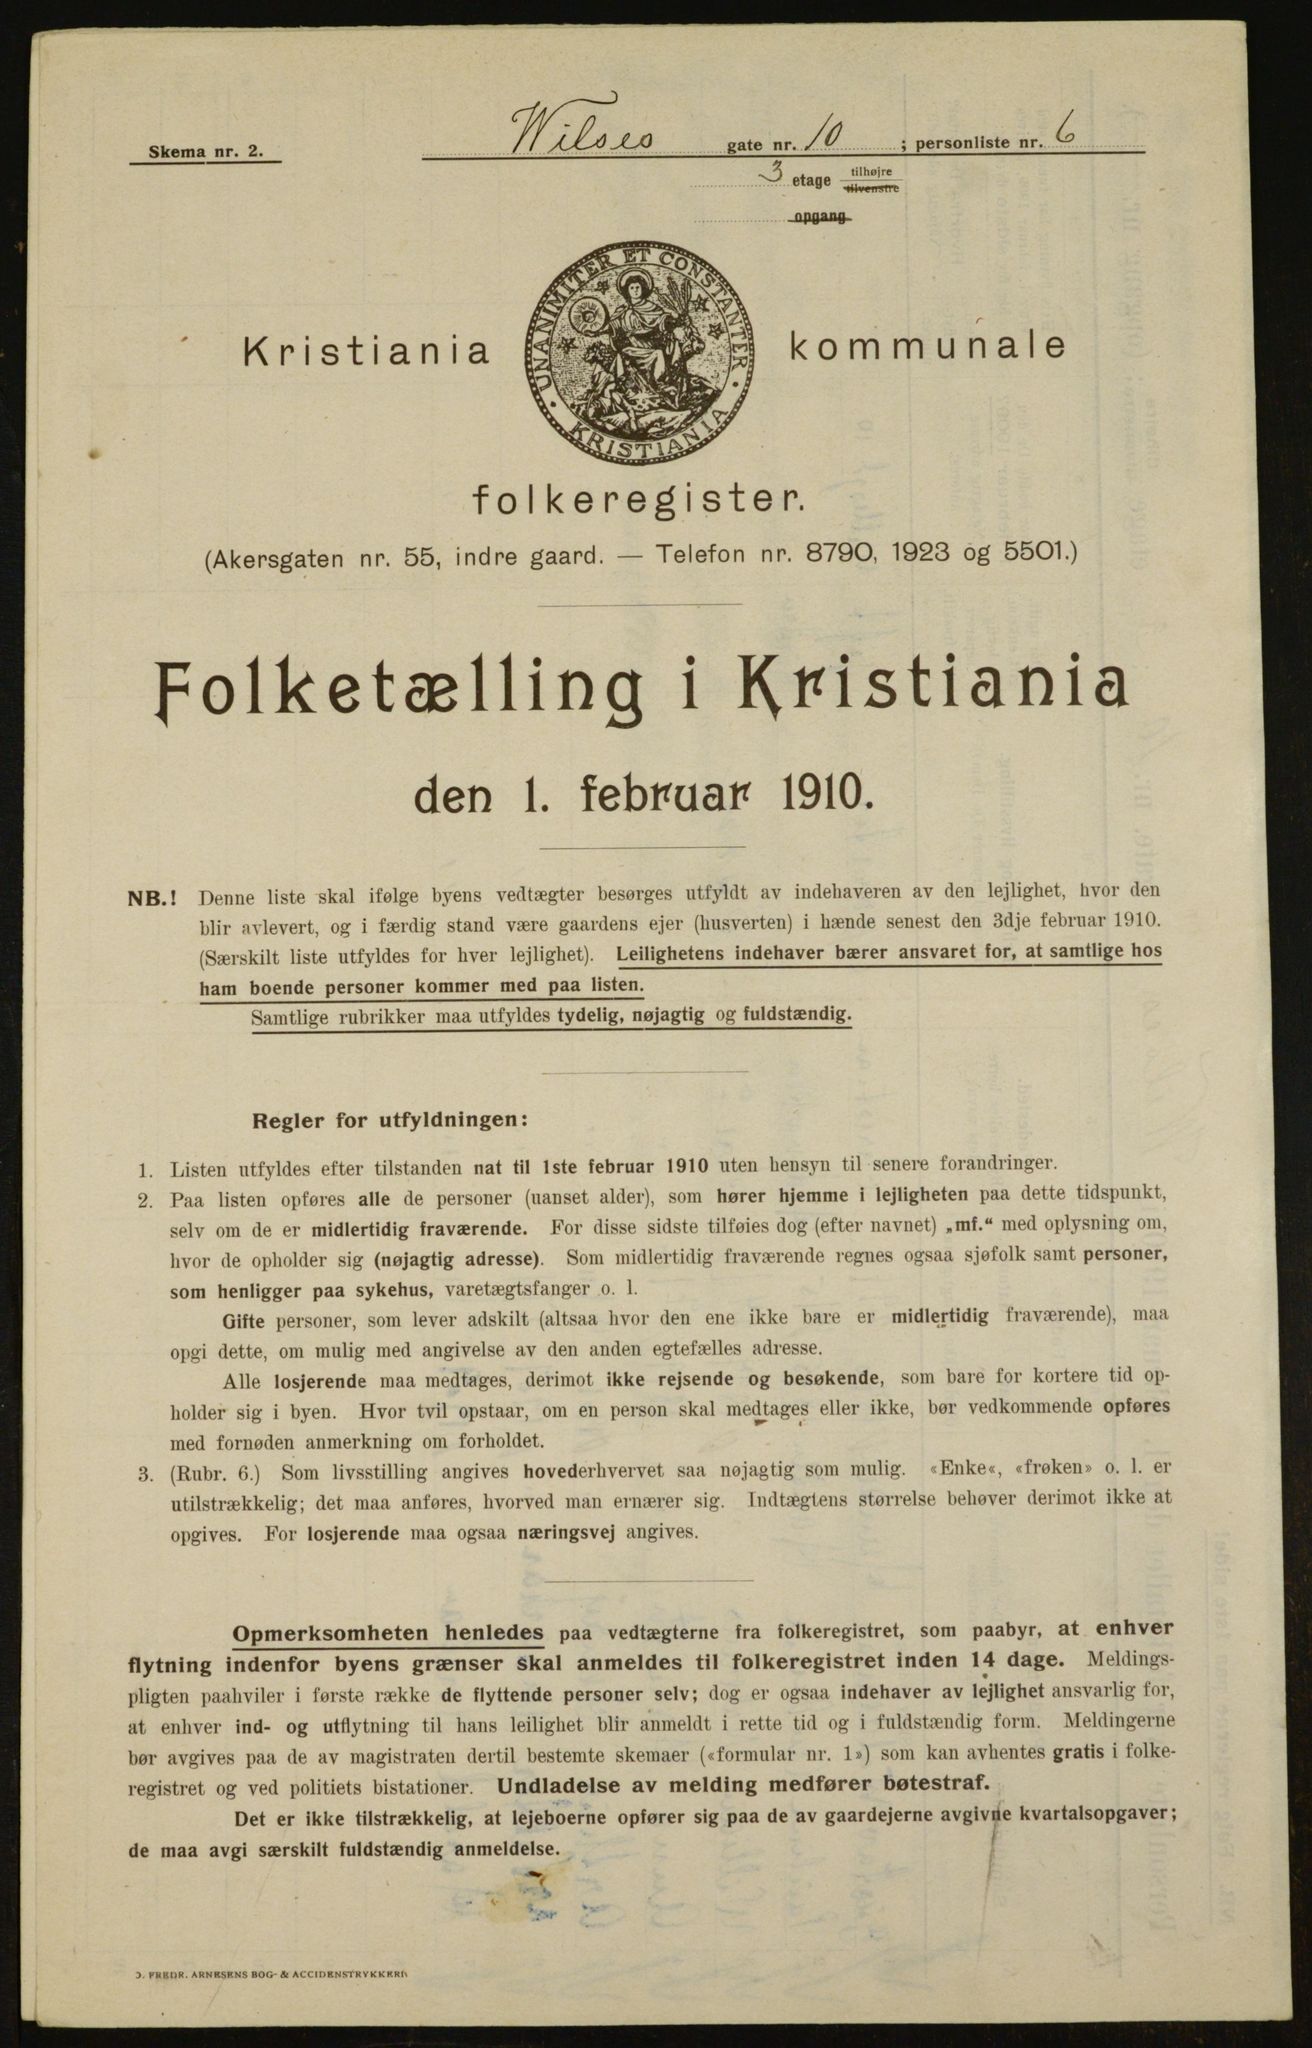 Skema nr. 2.
Wilses gate nr. 10 ; personliste nr. 6
3 etage tilhøjre
tilvenstre
opgang
UNANIMITER ET CONSTANTER
KRISTIANIA
Kristiania kommunale
folkeregister.
(Akersgaten nr. 55, indre gaard. — Telefon nr. 8790, 1923 og 5501.)
Folketælling i Kristiania
den 1. februar 1910.
NB.! Denne liste skal ifølge byens vedtægter besørges utfyldt av indehaveren av den lejlighet, hvor den
blir avlevert, og i færdig stand være gaardens ejer (husverten) i hænde senest den 3dje februar 1910.
(Særskilt liste utfyldes for hver lejlighet). Leilighetens indehaver bærer ansvaret for, at samtlige hos
ham boende personer kommer med paa listen.
Samtlige rubrikker maa utfyldes tydelig, nøjagtig og fuldstændig.
Regler for utfyldningen:
1. Listen utfyldes efter tilstanden nat til 1ste februar 1910 uten hensyn til senere forandringer.
2. Paa listen opføres alle de personer (uanset alder), som hører hjemme i lejligheten paa dette tidspunkt,
selv om de er midlertidig fraværende. For disse sidste tilføies dog (efter navnet) „mf.“ med oplysning om,
hvor de opholder sig (nøjagtig adresse). Som midlertidig fraværende regnes ogsaa sjøfolk samt personer,
som henligger paa sykehus, varetægtsfanger o. l.
Gifte personer, som lever adskilt (altsaa hvor den ene ikke bare er midlertidig fraværende), maa
opgi dette, om mulig med angivelse av den anden egtefælles adresse.
Alle losjerende maa medtages, derimot ikke rejsende og besøkende, som bare for kortere tid op-
holder sig i byen. Hvor tvil opstaar, om en person skal medtages eller ikke, bør vedkommende opføres
med fornøden anmerkning om forholdet.
3. (Rubr. 6.) Som livsstilling angives hovederhvervet saa nøjagtig som mulig. «Enke«, «frøken» o. l. er
utilstrækkelig; det maa anføres, hvorved man ernærer sig. Indtægtens størrelse behøver derimot ikke at
opgives. For losjerende maa ogsaa næringsvej angives.
Opmerksomheten henledes paa vedtægterne fra folkeregistret, som paabyr, at enhver
flytning indenfor byens grænser skal anmeldes til folkeregistret inden 14 dage. Meldings-
pligten paahviler i første række de flyttende personer selv; dog er ogsaa indehaver av lejlighet ansvarlig for,
at enhver ind- og utflytning til hans leilighet blir anmeldt i rette tid og i fuldstændig form. Meldingerne
bør avgives paa de av magistraten dertil bestemte skemaer («formular nr. 1») som kan avhentes gratis i folke-
registret og ved politiets bistationer. Undladelse av melding medfører bøtestraf.
Det er ikke tilstrækkelig, at lejeboerne opfører sig paa de av gaardejerne avgivne kvartalsopgaver;
de maa avgi særskilt fuldstændig anmeldelse.
O. FREDR. ARNESENS BOG- & ACCIDENSTRYKKERI